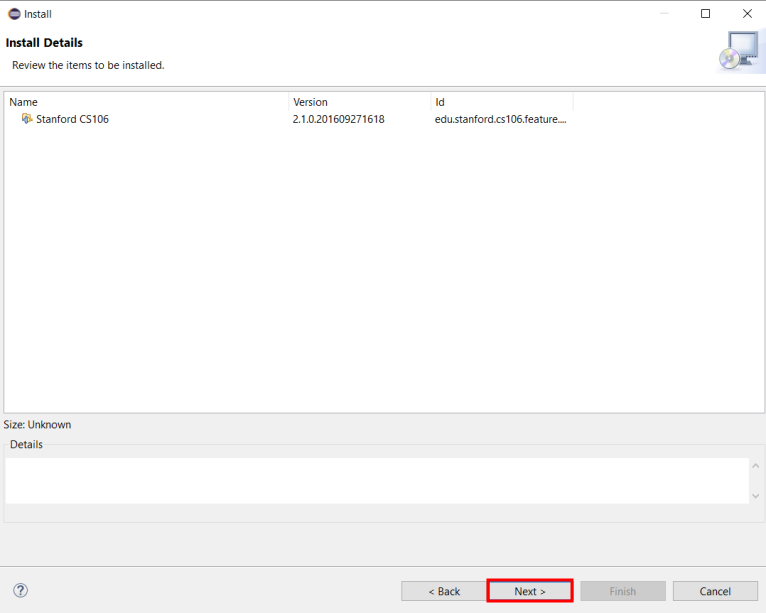 Install
Install Details
Review the items to be installed.
Name Version Id
Stanford CS106 2.1.0.201609271618 edu.stanford.cs106.feature....
Size: Unknown
Details
? < Back Next > Finish Cancel